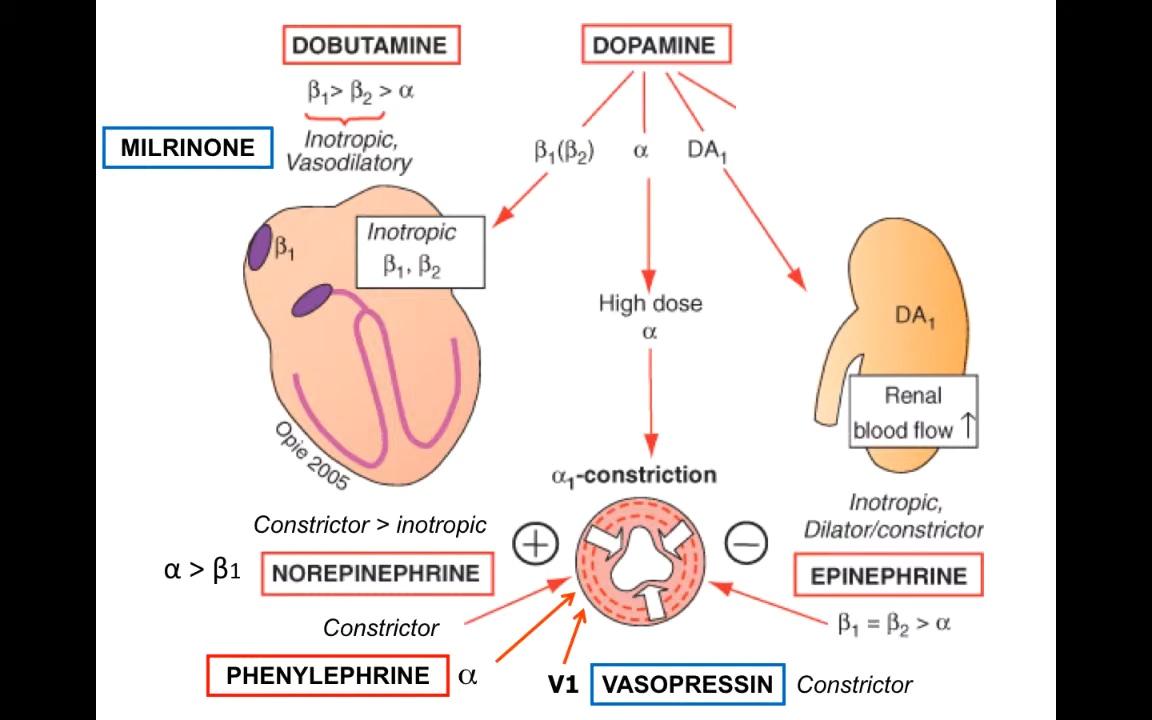 DOBUTAMINE
β₁> β₂ > α
MILRINONE
Inotropic,
Vasodilatory
DOPAMINE
β₁(β₂) α DA₁
β₁
Inotropic
β₁, β₂
Opie 2005
High dose
α
α₁-constriction
DA₁
Renal
blood flow ↑
Constrictor > inotropic
α > β1
NOREPINEPHRINE
+
−
Inotropic,
Dilator/constrictor
EPINEPHRINE
β₁ = β₂ > α
Constrictor
PHENYLEPHRINE α
V1 VASOPRESSIN Constrictor